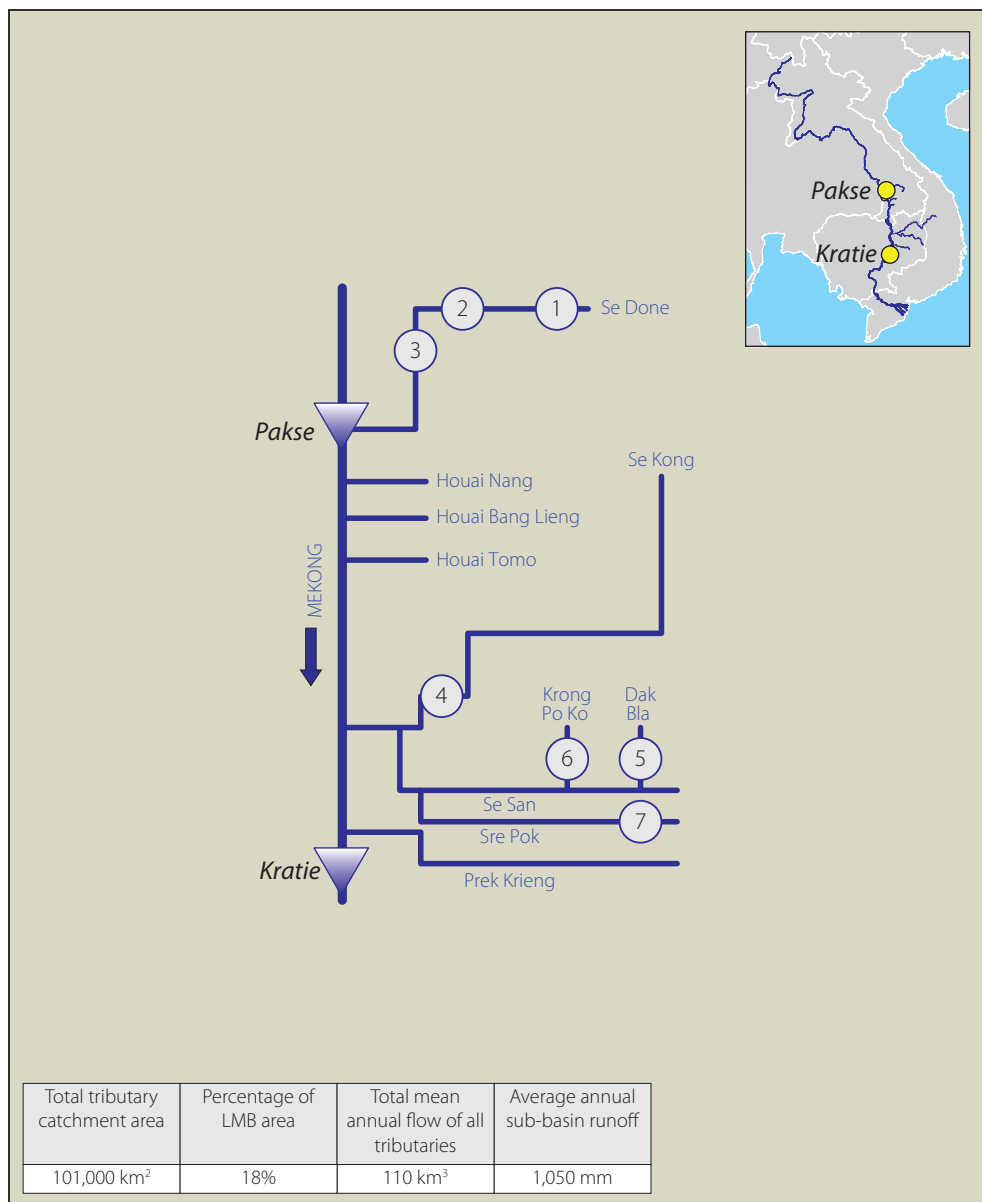 Pakse
Kratie
2
1
Se Done
3
Pakse
Se Kong
Houai Nang
Houai Bang Lieng
Houai Tomo
MEKONG
4
Krong
Po Ko
Dak
Bla
6
5
Se San
7
Sre Pok
Kratie
Prek Krieng
Total tributary
catchment area
Percentage of
LMB area
Total mean
annual flow of all
tributaries
Average annual
sub-basin runoff
101,000 km²
18%
110 km³
1,050 mm